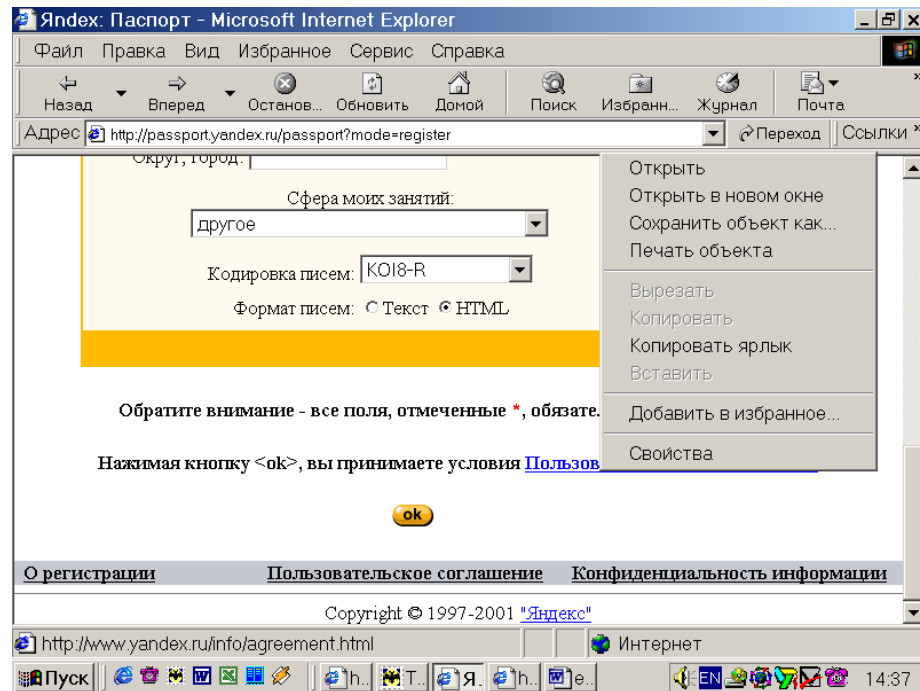 Яndex: Паспорт - Microsoft Internet Explorer
Файл Правка Вид Избранное Сервис Справка
Назад Вперед Останов... Обновить Домой Поиск Избранн... Журнал Почта
Адрес http://passport.yandex.ru/passport?mode=register Переход Ссылки
Округ, город:
Сфера моих занятий:
другое
Кодировка писем: KOI8-R
Формат писем: Текст HTML
Открыть
Открыть в новом окне
Сохранить объект как...
Печать объекта
Вырезать
Копировать
Копировать ярлык
Вставить
Добавить в избранное...
Свойства
Обратите внимание - все поля, отмеченные *, обязате.
Нажимая кнопку <ok>, вы принимаете условия Пользов
ok
О регистрации Пользовательское соглашение Конфиденциальность информации
Copyright © 1997-2001 "Яндекс"
http://www.yandex.ru/info/agreement.html Интернет
Пуск h.. Т.. Я. h.. e.. EN 14:37